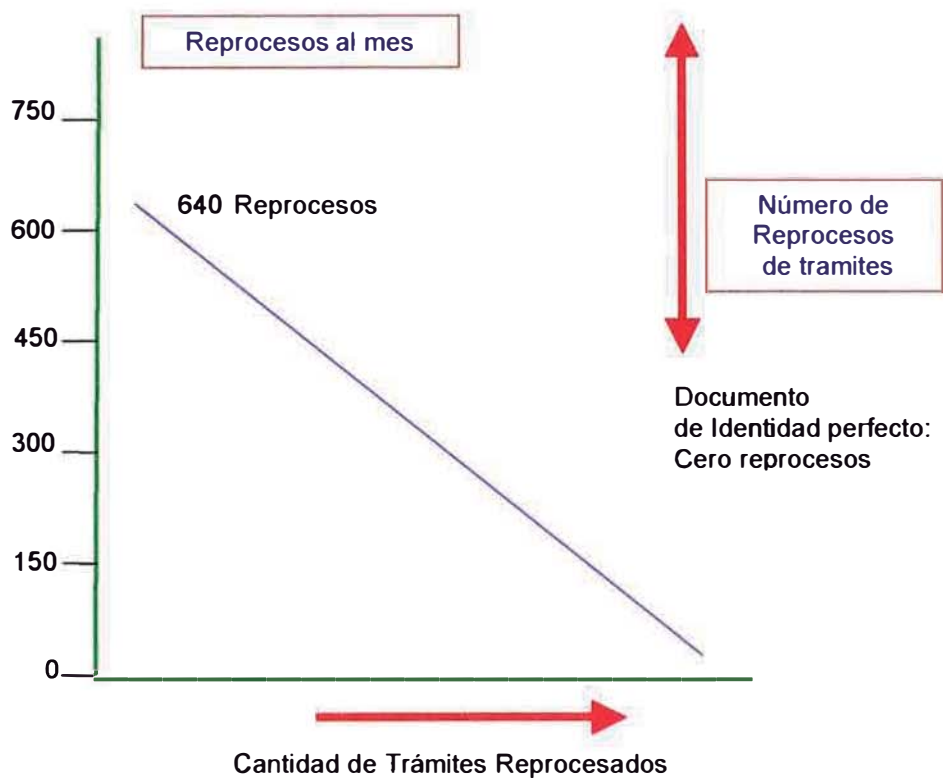 Reprocesos al mes
750
600
450
300
150
0
640 Reprocesos
Número de
Reprocesos
de tramites
Documento
de Identidad perfecto:
Cero reprocesos
Cantidad de Trámites Reprocesados